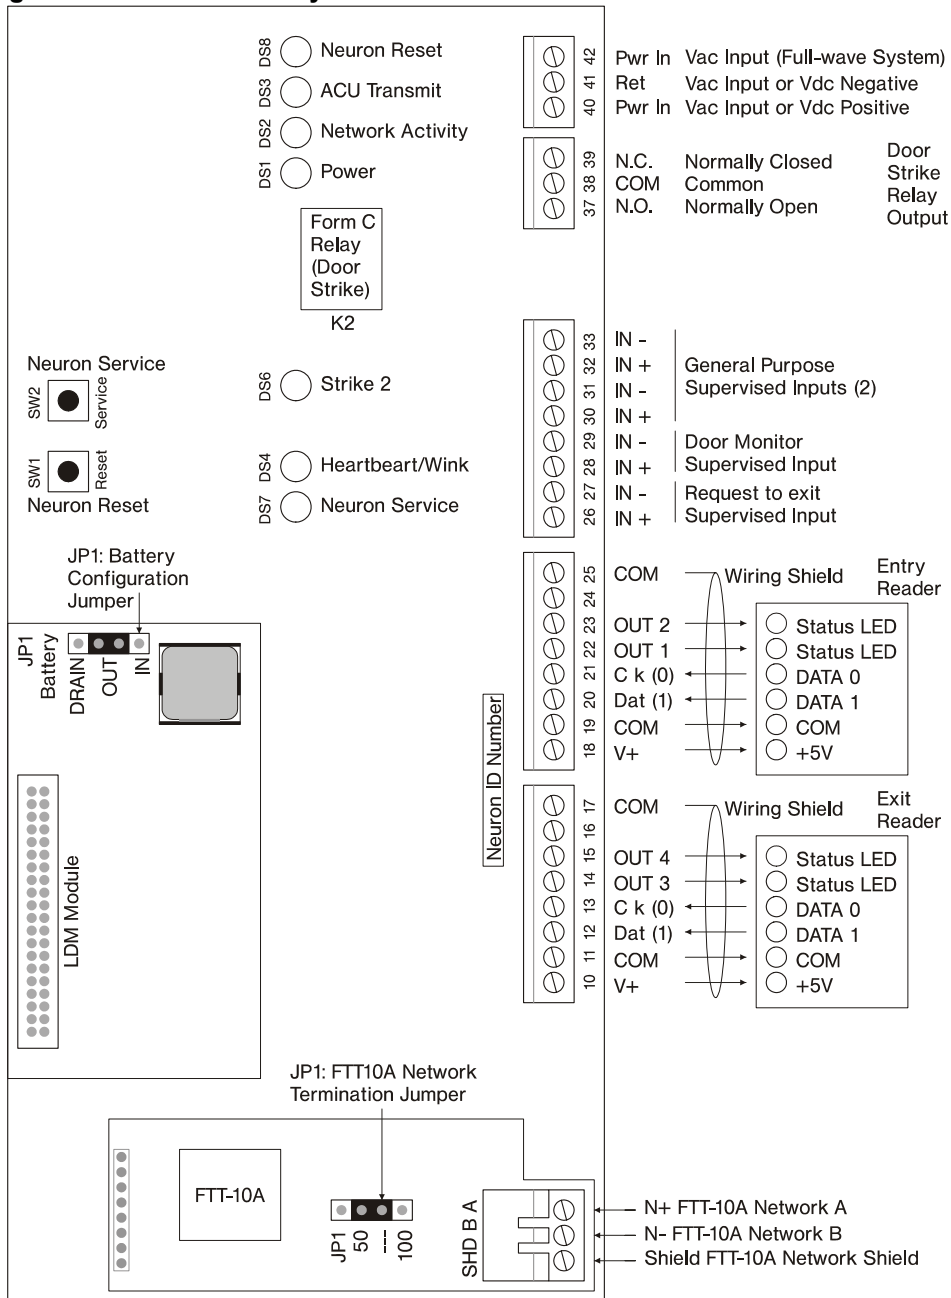 DS8 Neuron Reset
DS3 ACU Transmit
DS2 Network Activity
DS1 Power
42 Pwr In Vac Input (Full-wave System)
41 Ret Vac Input or Vdc Negative
40 Pwr In Vac Input or Vdc Positive
39 N.C. Normally Closed
38 COM Common
37 N.O. Normally Open
Door
Strike
Relay
Output
Form C
Relay
(Door
Strike)
K2
Neuron Service
SW2
Service
SW1
Reset
Neuron Reset
DS6 Strike 2
DS4 Heartbeart/Wink
DS7 Neuron Service
33 IN -
32 IN +
31 IN -
30 IN +
General Purpose
Supervised Inputs (2)
29 IN -
28 IN +
Door Monitor
Supervised Input
27 IN -
26 IN +
Request to exit
Supervised Input
JP1: Battery
Configuration
Jumper
JP1
Battery
DRAIN
OUT
IN
Neuron ID Number
25 COM Wiring Shield
24
23 OUT 2
22 OUT 1
21 C k (0)
20 Dat (1)
19 COM
18 V+
Entry
Reader
Status LED
Status LED
DATA 0
DATA 1
COM
+5V
17 COM Wiring Shield
16
15 OUT 4
14 OUT 3
13 C k (0)
12 Dat (1)
11 COM
10 V+
Exit
Reader
Status LED
Status LED
DATA 0
DATA 1
COM
+5V
LDM Module
JP1: FTT10A Network
Termination Jumper
FTT-10A
JP1
50
---
100
SHD B A
N+ FTT-10A Network A
N- FTT-10A Network B
Shield FTT-10A Network Shield